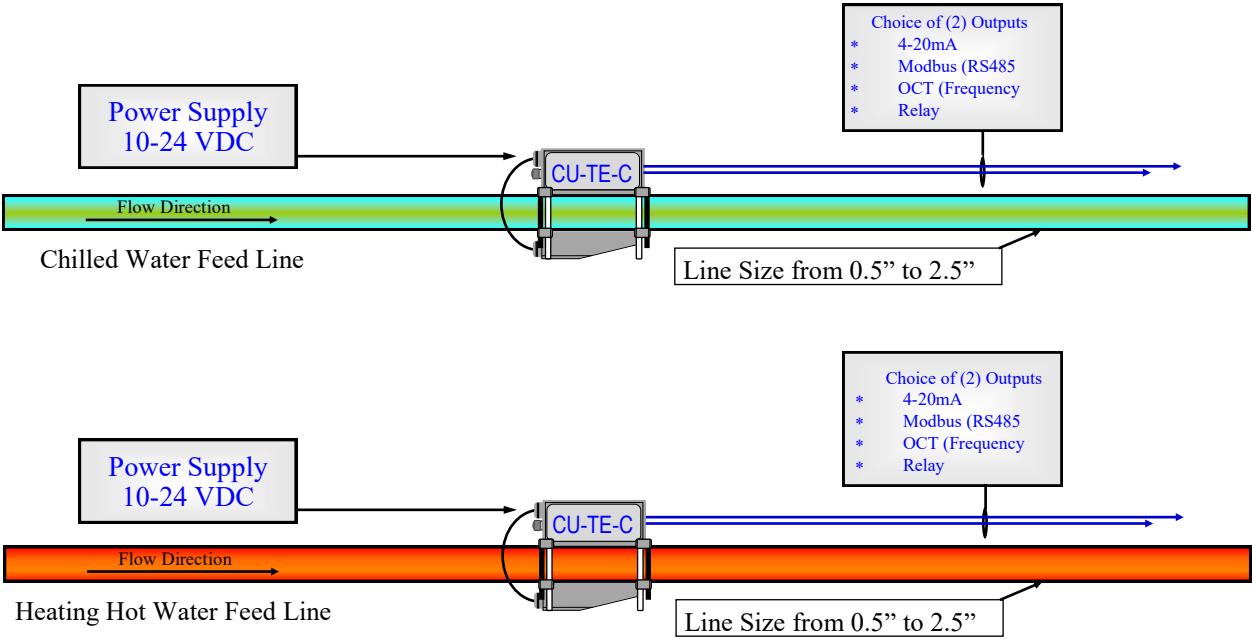 Choice of (2) Outputs
* 4-20mA
* Modbus (RS485
* OCT (Frequency
* Relay
Power Supply
10-24 VDC
CU-TE-C
Flow Direction
Chilled Water Feed Line
Line Size from 0.5” to 2.5”
Choice of (2) Outputs
* 4-20mA
* Modbus (RS485
* OCT (Frequency
* Relay
Power Supply
10-24 VDC
CU-TE-C
Flow Direction
Heating Hot Water Feed Line
Line Size from 0.5” to 2.5”